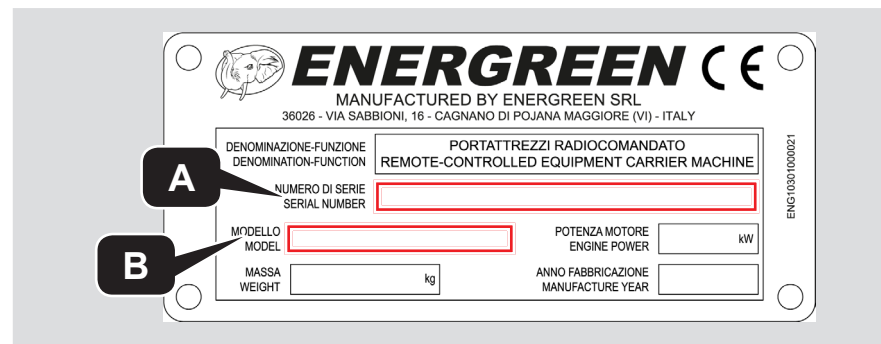 ENERGREEN CE
MANUFACTURED BY ENERGREEN SRL
36026 - VIA SABBIONI, 16 - CAGNANO DI POJANA MAGGIORE (VI) - ITALY
DENOMINAZIONE-FUNZIONE
DENOMINATION-FUNCTION
PORTATTREZZI RADIOCOMANDATO
REMOTE-CONTROLLED EQUIPMENT CARRIER MACHINE
A
NUMERO DI SERIE
SERIAL NUMBER
B
MODELLO
MODEL
POTENZA MOTORE
ENGINE POWER
kW
MASSA
WEIGHT
kg
ANNO FABBRICAZIONE
MANUFACTURE YEAR
ENG10301000021